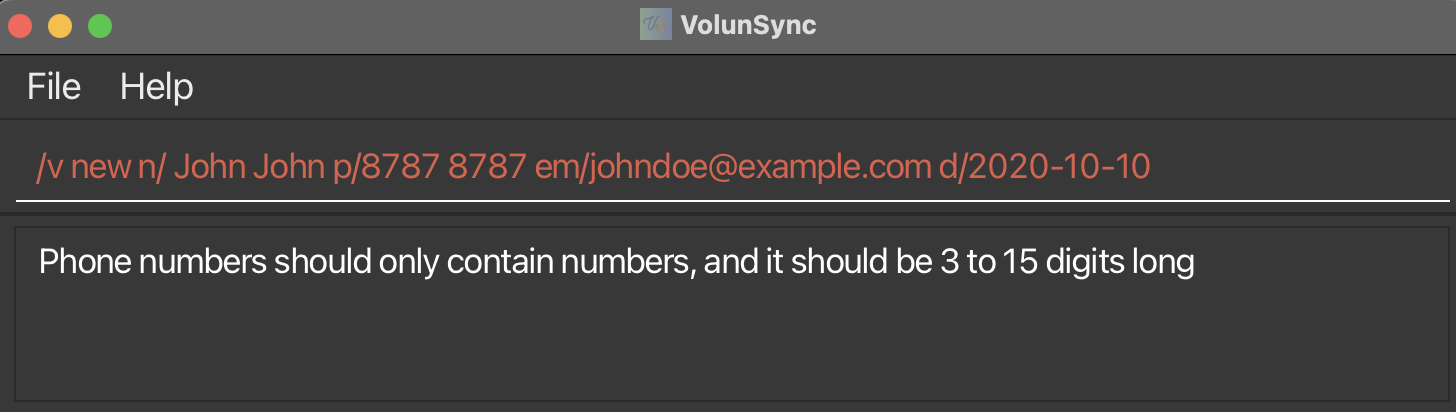 VolunSync
File Help
/v new n/ John John p/8787 8787 em/johndoe@example.com d/2020-10-10
Phone numbers should only contain numbers, and it should be 3 to 15 digits long